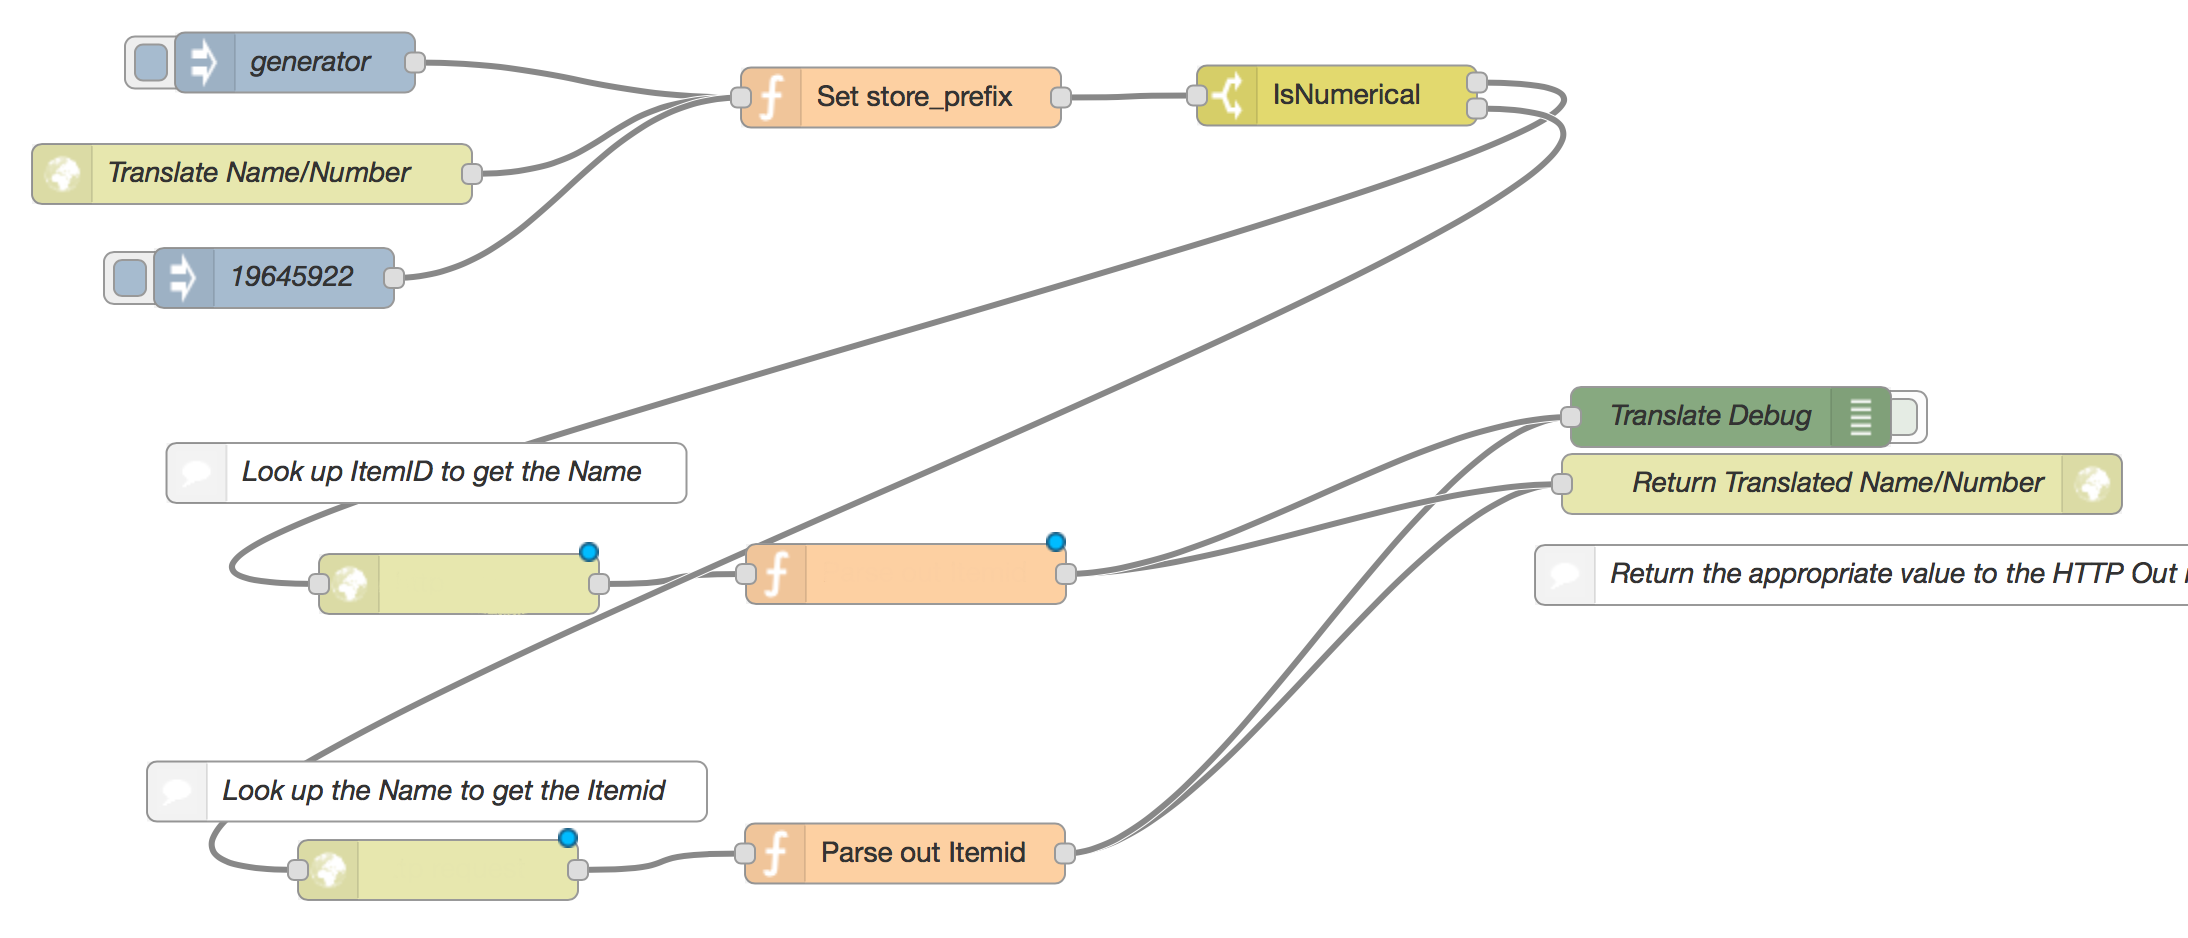 generator
Set store_prefix
IsNumerical
Translate Name/Number
19645922
Translate Debug
Look up ItemID to get the Name
Return Translated Name/Number
Return the appropriate value to the HTTP Out
Look up the Name to get the Itemid
Parse out Itemid